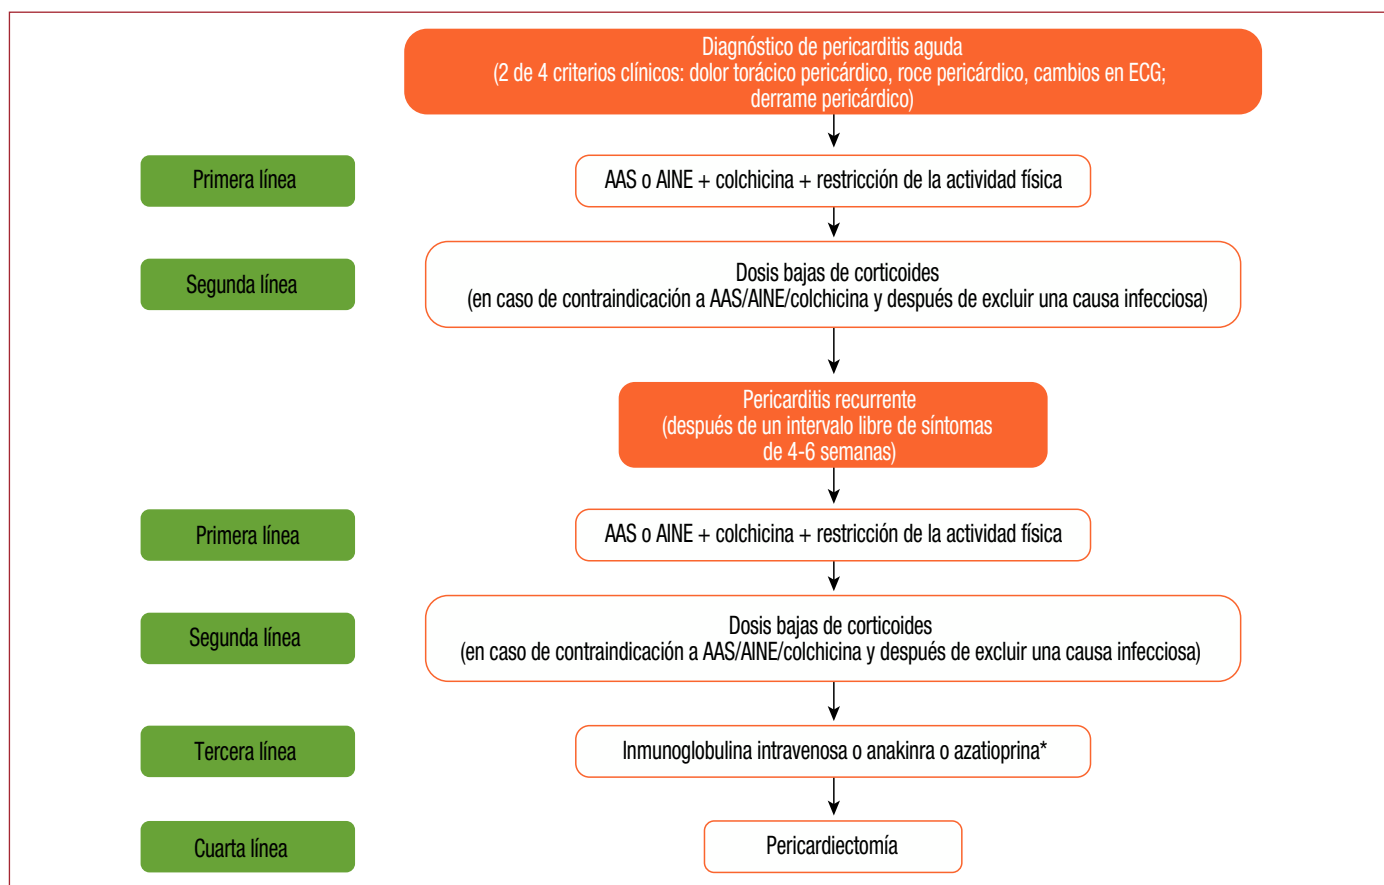 Diagnóstico de pericarditis aguda
(2 de 4 criterios clínicos: dolor torácico pericárdico, roce pericárdico, cambios en ECG;
derrame pericárdico)
Primera línea
AAS o AINE + colchicina + restricción de la actividad física
Segunda línea
Dosis bajas de corticoides
(en caso de contraindicación a AAS/AINE/colchicina y después de excluir una causa infecciosa)
Pericarditis recurrente
(después de un intervalo libre de síntomas
de 4-6 semanas)
Primera línea
AAS o AINE + colchicina + restricción de la actividad física
Segunda línea
Dosis bajas de corticoides
(en caso de contraindicación a AAS/AINE/colchicina y después de excluir una causa infecciosa)
Tercera línea
Inmunoglobulina intravenosa o anakinra o azatioprina*
Cuarta línea
Pericardiectomía